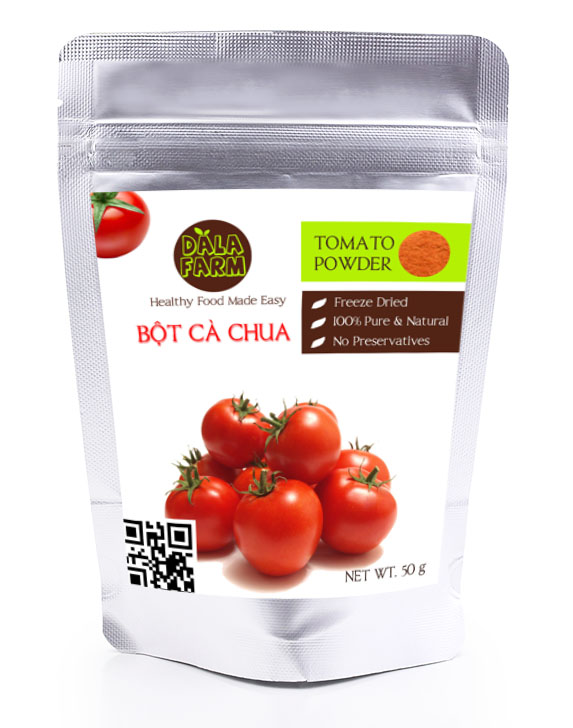 DALA
FARM
Healthy Food Made Easy
BỘT CÀ CHUA
TOMATO
POWDER
Freeze Dried
100% Pure & Natural
No Preservatives
NET WT. 50 g